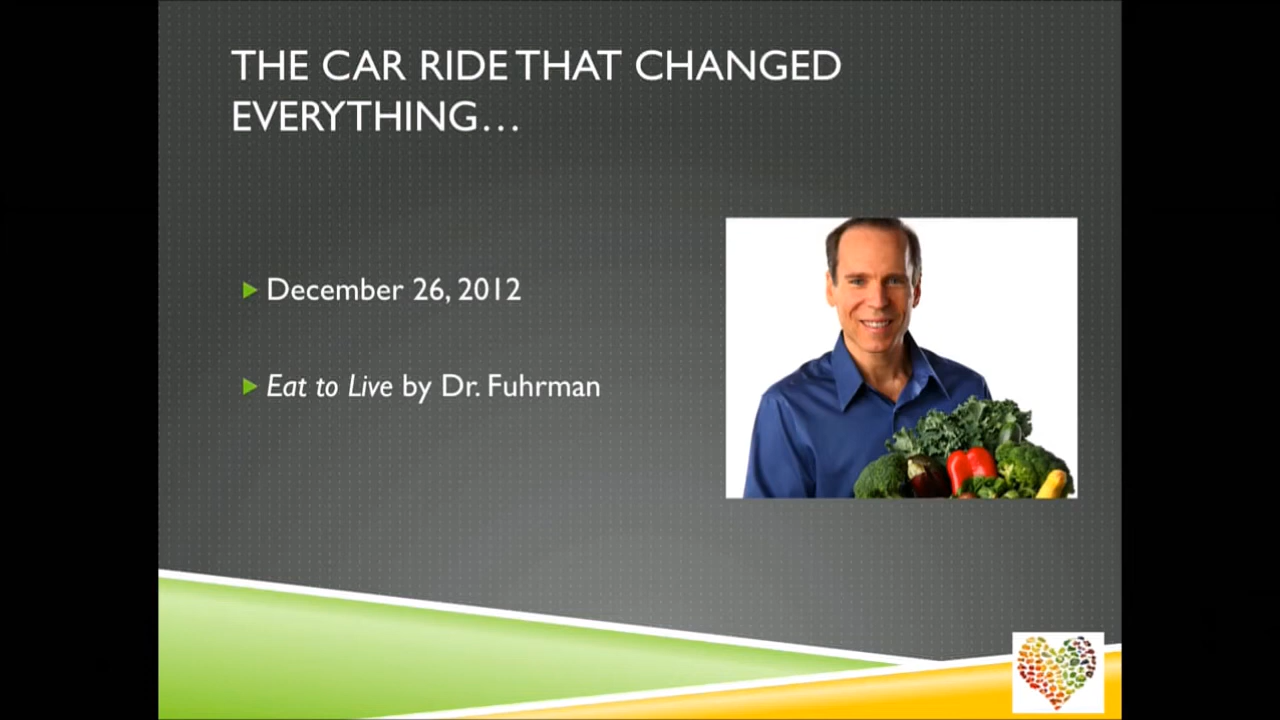 THE CAR RIDE THAT CHANGED
EVERYTHING…
December 26, 2012
Eat to Live by Dr. Fuhrman